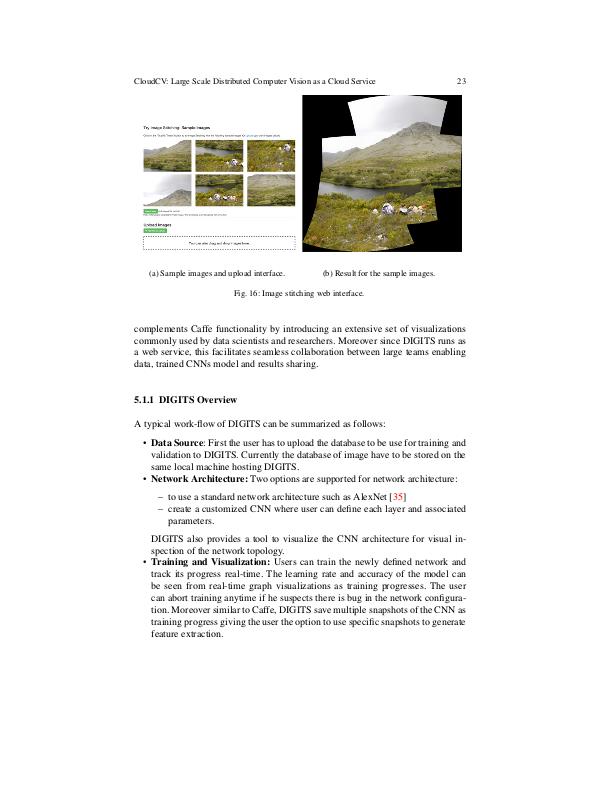 CloudCV: Large Scale Distributed Computer Vision as a Cloud Service 23
Try Image Stitching: Sample Images
Upload Images
You can also drag and drop images here
(a) Sample images and upload interface.
(b) Result for the sample images.
Fig. 16: Image stitching web interface.
complements Caffe functionality by introducing an extensive set of visualizations
commonly used by data scientists and researchers. Moreover since DIGITS runs as
a web service, this facilitates seamless collaboration between large teams enabling
data, trained CNNs model and results sharing.
5.1.1 DIGITS Overview
A typical work-flow of DIGITS can be summarized as follows:
• Data Source: First the user has to upload the database to be use for training and
validation to DIGITS. Currently the database of image have to be stored on the
same local machine hosting DIGITS.
• Network Architecture: Two options are supported for network architecture:
– to use a standard network architecture such as AlexNet [35]
– create a customized CNN where user can define each layer and associated
parameters.
DIGITS also provides a tool to visualize the CNN architecture for visual in-
spection of the network topology.
• Training and Visualization: Users can train the newly defined network and
track its progress real-time. The learning rate and accuracy of the model can
be seen from real-time graph visualizations as training progresses. The user
can abort training anytime if he suspects there is bug in the network configura-
tion. Moreover similar to Caffe, DIGITS save multiple snapshots of the CNN as
training progress giving the user the option to use specific snapshots to generate
feature extraction.